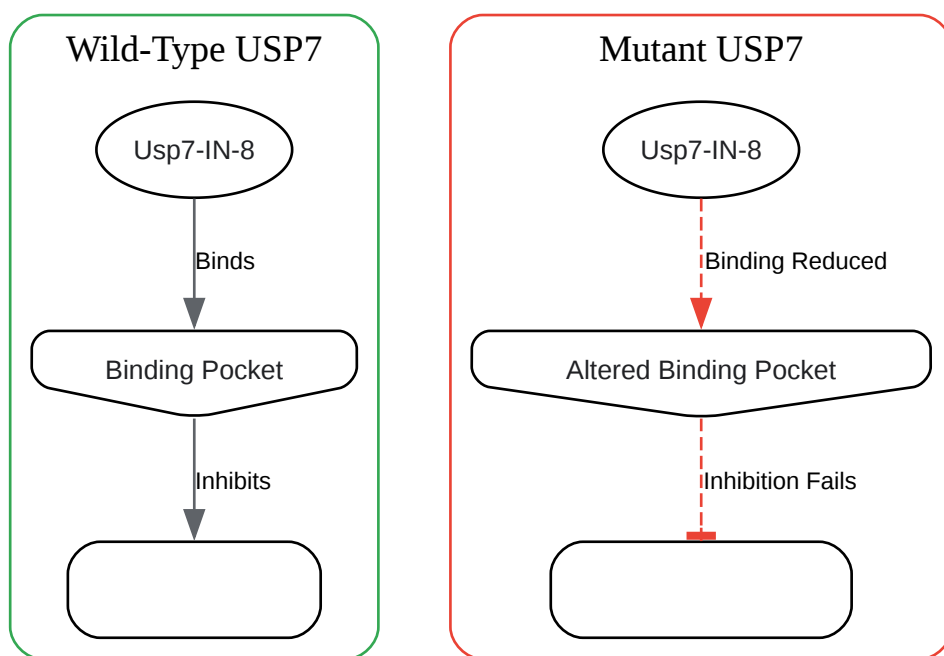 Wild-Type USP7
Usp7-IN-8
Binds
Binding Pocket
Inhibits
Mutant USP7
Usp7-IN-8
Binding Reduced
Altered Binding Pocket
Inhibition Fails